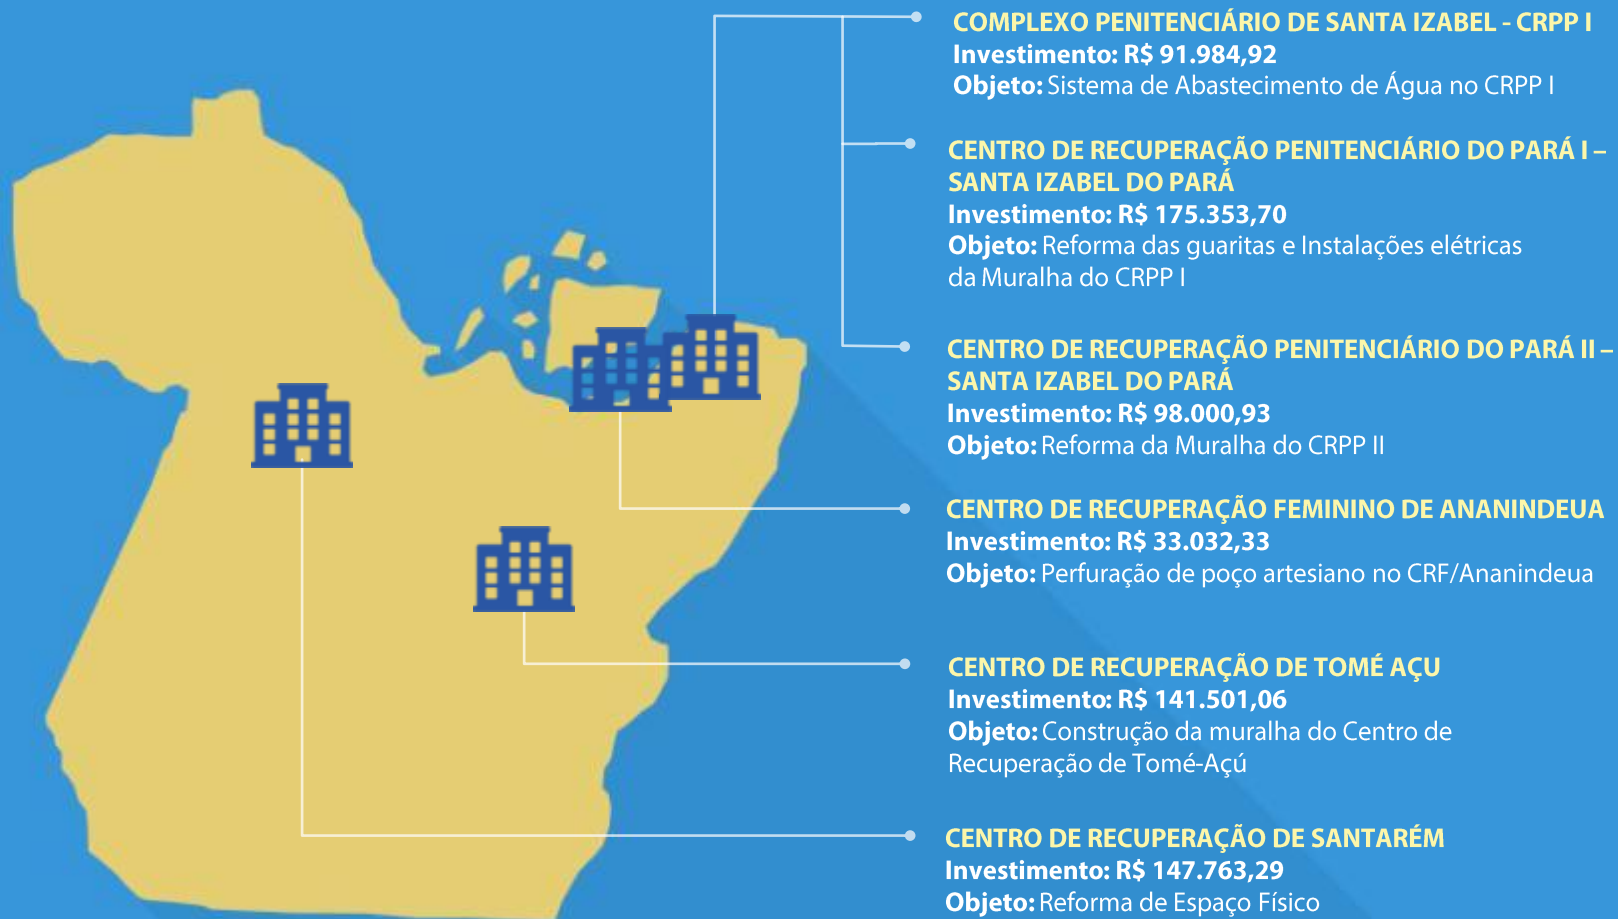 COMPLEXO PENITENCIÁRIO DE SANTA IZABEL - CRPP I
Investimento: R$ 91.984,92
Objeto: Sistema de Abastecimento de Água no CRPP I
CENTRO DE RECUPERAÇÃO PENITENCIÁRIO DO PARÁ I –
SANTA IZABEL DO PARÁ
Investimento: R$ 175.353,70
Objeto: Reforma das guaritas e Instalações elétricas
da Muralha do CRPP I
CENTRO DE RECUPERAÇÃO PENITENCIÁRIO DO PARÁ II –
SANTA IZABEL DO PARÁ
Investimento: R$ 98.000,93
Objeto: Reforma da Muralha do CRPP II
CENTRO DE RECUPERAÇÃO FEMININO DE ANANINDEUA
Investimento: R$ 33.032,33
Objeto: Perfuração de poço artesiano no CRF/Ananindeua
CENTRO DE RECUPERAÇÃO DE TOMÉ AÇU
Investimento: R$ 141.501,06
Objeto: Construção da muralha do Centro de
Recuperação de Tomé-Açú
CENTRO DE RECUPERAÇÃO DE SANTARÉM
Investimento: R$ 147.763,29
Objeto: Reforma de Espaço Físico